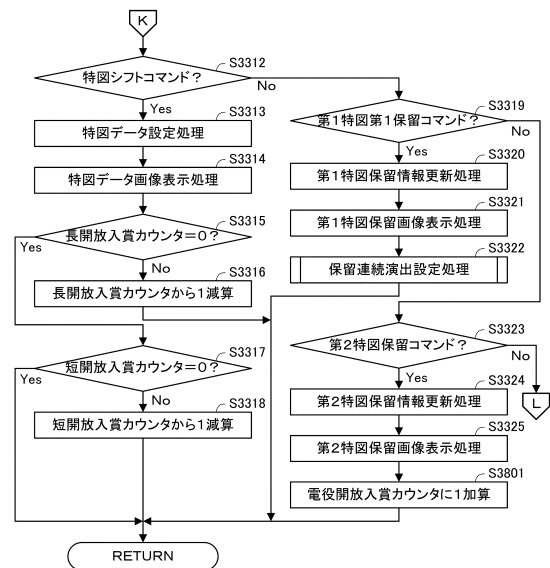 K
S3312
特図シフトコマンド？
No
Yes
S3313
特図データ設定処理
S3314
特図データ画像表示処理
S3315
長開放入賞カウンタ＝０？
Yes
No
S3316
長開放入賞カウンタから１減算
S3317
短開放入賞カウンタ＝０？
Yes
No
S3318
短開放入賞カウンタから１減算
S3319
第１特図第１保留コマンド？
No
Yes
S3320
第１特図保留情報更新処理
S3321
第１特図保留画像表示処理
S3322
保留連続演出設定処理
S3323
第２特図保留コマンド？
No
Yes
S3324
第２特図保留情報更新処理
L
S3325
第２特図保留画像表示処理
S3801
電役開放入賞カウンタに１加算
RETURN